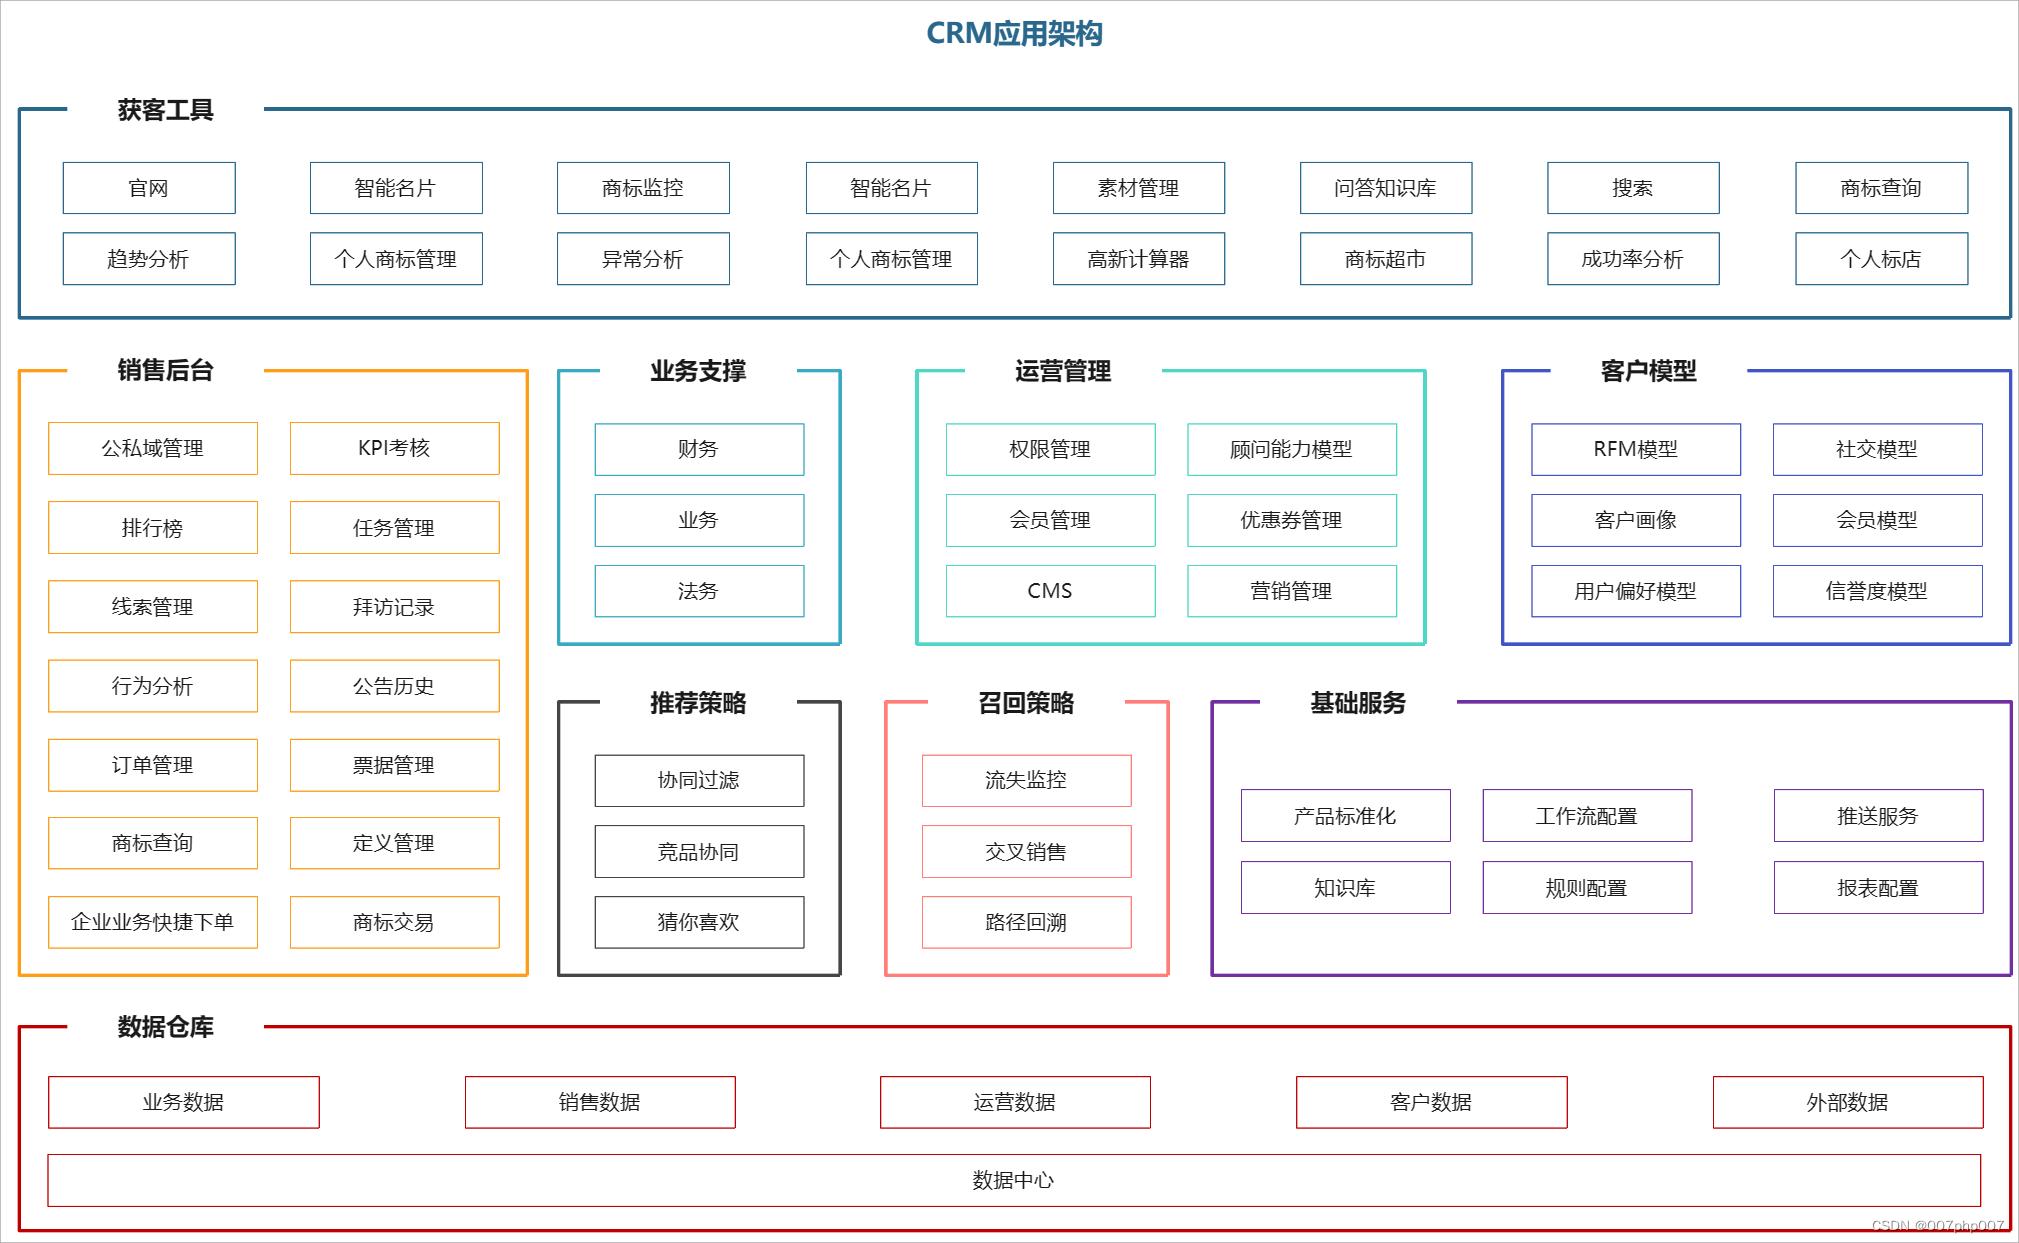 CRM应用架构
获客工具
官网
智能名片
商标监控
智能名片
素材管理
问答知识库
搜索
商标查询
趋势分析
个人商标管理
异常分析
个人商标管理
高新计算器
商标超市
成功率分析
个人标店
销售后台
公私域管理
KPI考核
排行榜
任务管理
线索管理
拜访记录
行为分析
公告历史
订单管理
票据管理
商标查询
定义管理
企业业务快捷下单
商标交易
业务支撑
财务
业务
法务
运营管理
权限管理
顾问能力模型
会员管理
优惠券管理
CMS
营销管理
客户模型
RFM模型
社交模型
客户画像
会员模型
用户偏好模型
信誉度模型
推荐策略
协同过滤
竞品协同
猜你喜欢
召回策略
流失监控
交叉销售
路径回溯
基础服务
产品标准化
工作流配置
推送服务
知识库
规则配置
报表配置
数据仓库
业务数据
销售数据
运营数据
客户数据
外部数据
数据中心
CSDN @007php007